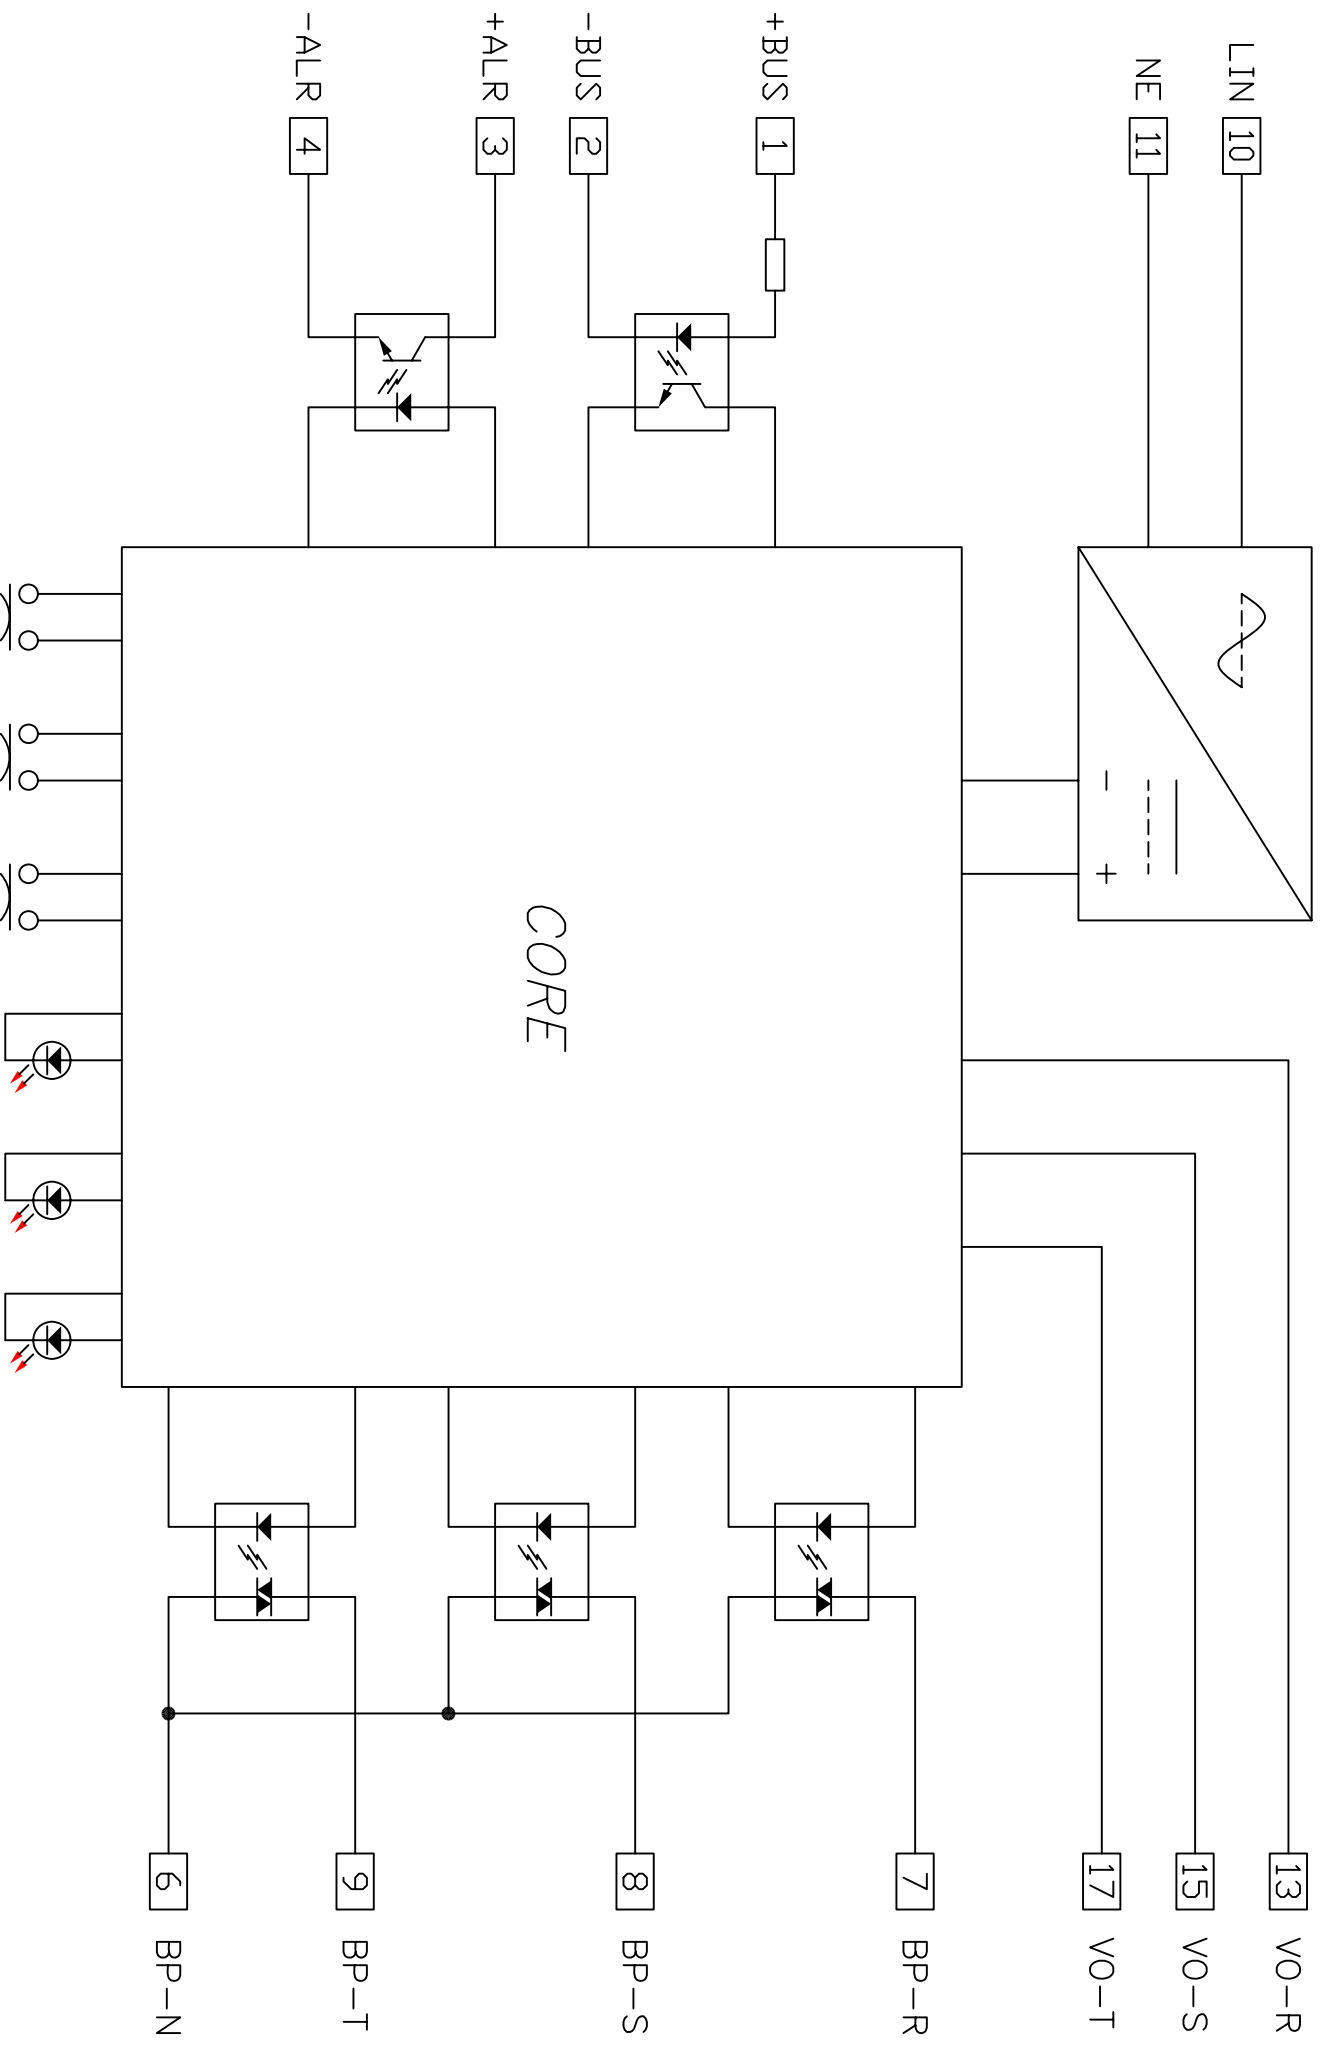 LIN 10
NE 11
+BUS 1
-BUS 2
+ALR 3
-ALR 4
- +
CORE
13 VO-R
15 VO-S
17 VO-T
7 BP-R
8 BP-S
9 BP-T
6 BP-N